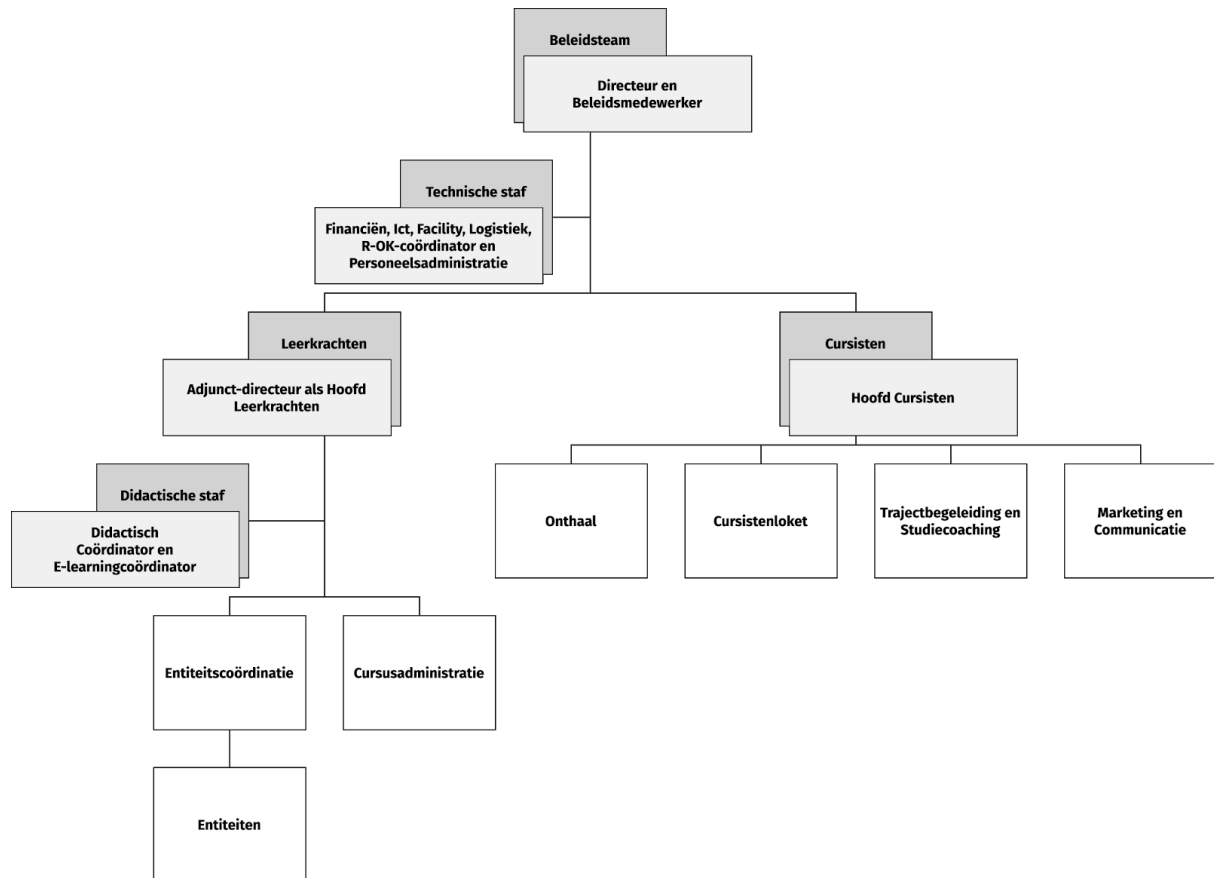 Beleidsteam
Directeur en
Beleidsmedewerker
Technische staf
Financiën, Ict, Facility, Logistiek,
R-OK-coördinator en
Personeelsadministratie
Leerkrachten
Adjunct-directeur als Hoofd
Leerkrachten
Cursisten
Hoofd Cursisten
Didactische staf
Didactisch
Coördinator en
E-learningcoördinator
Onthaal
Cursistenloket
Trajectbegeleiding en
Studiecoaching
Marketing en
Communicatie
Entiteitscoördinatie
Cursusadministratie
Entiteiten